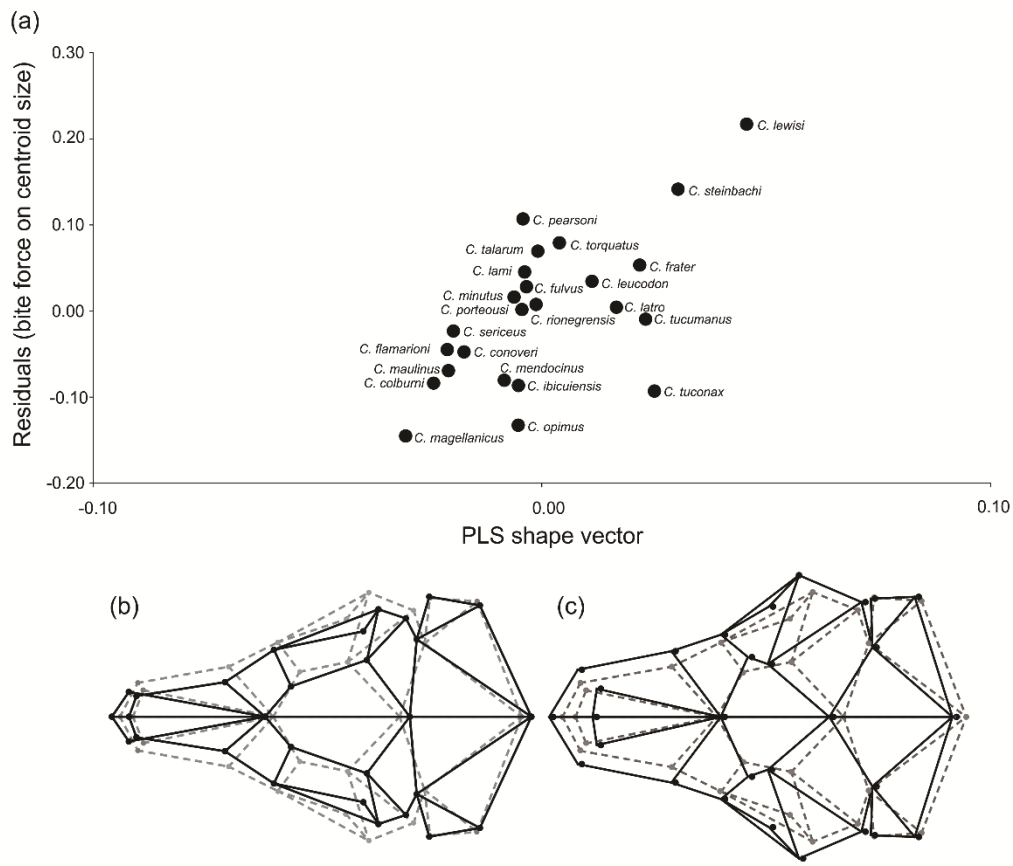 (a)
0.30
0.20
0.10
0.00
-0.10
-0.20
Residuals (bite force on centroid size)
C. lewisi
C. steinbachi
C. pearsoni
C. torquatus
C. talarum
C. frater
C. lami
C. leucodon
C. fulvus
C. minutus
C. latro
C. porteousi
C. rionegrensis
C. tucumanus
C. sericeus
C. flamarioni
C. conoveri
C. maulinus
C. mendocinus
C. colburni
C. ibicuiensis
C. tuconax
C. opimus
C. magellanicus
-0.10 0.00 0.10
PLS shape vector
(b)
(c)